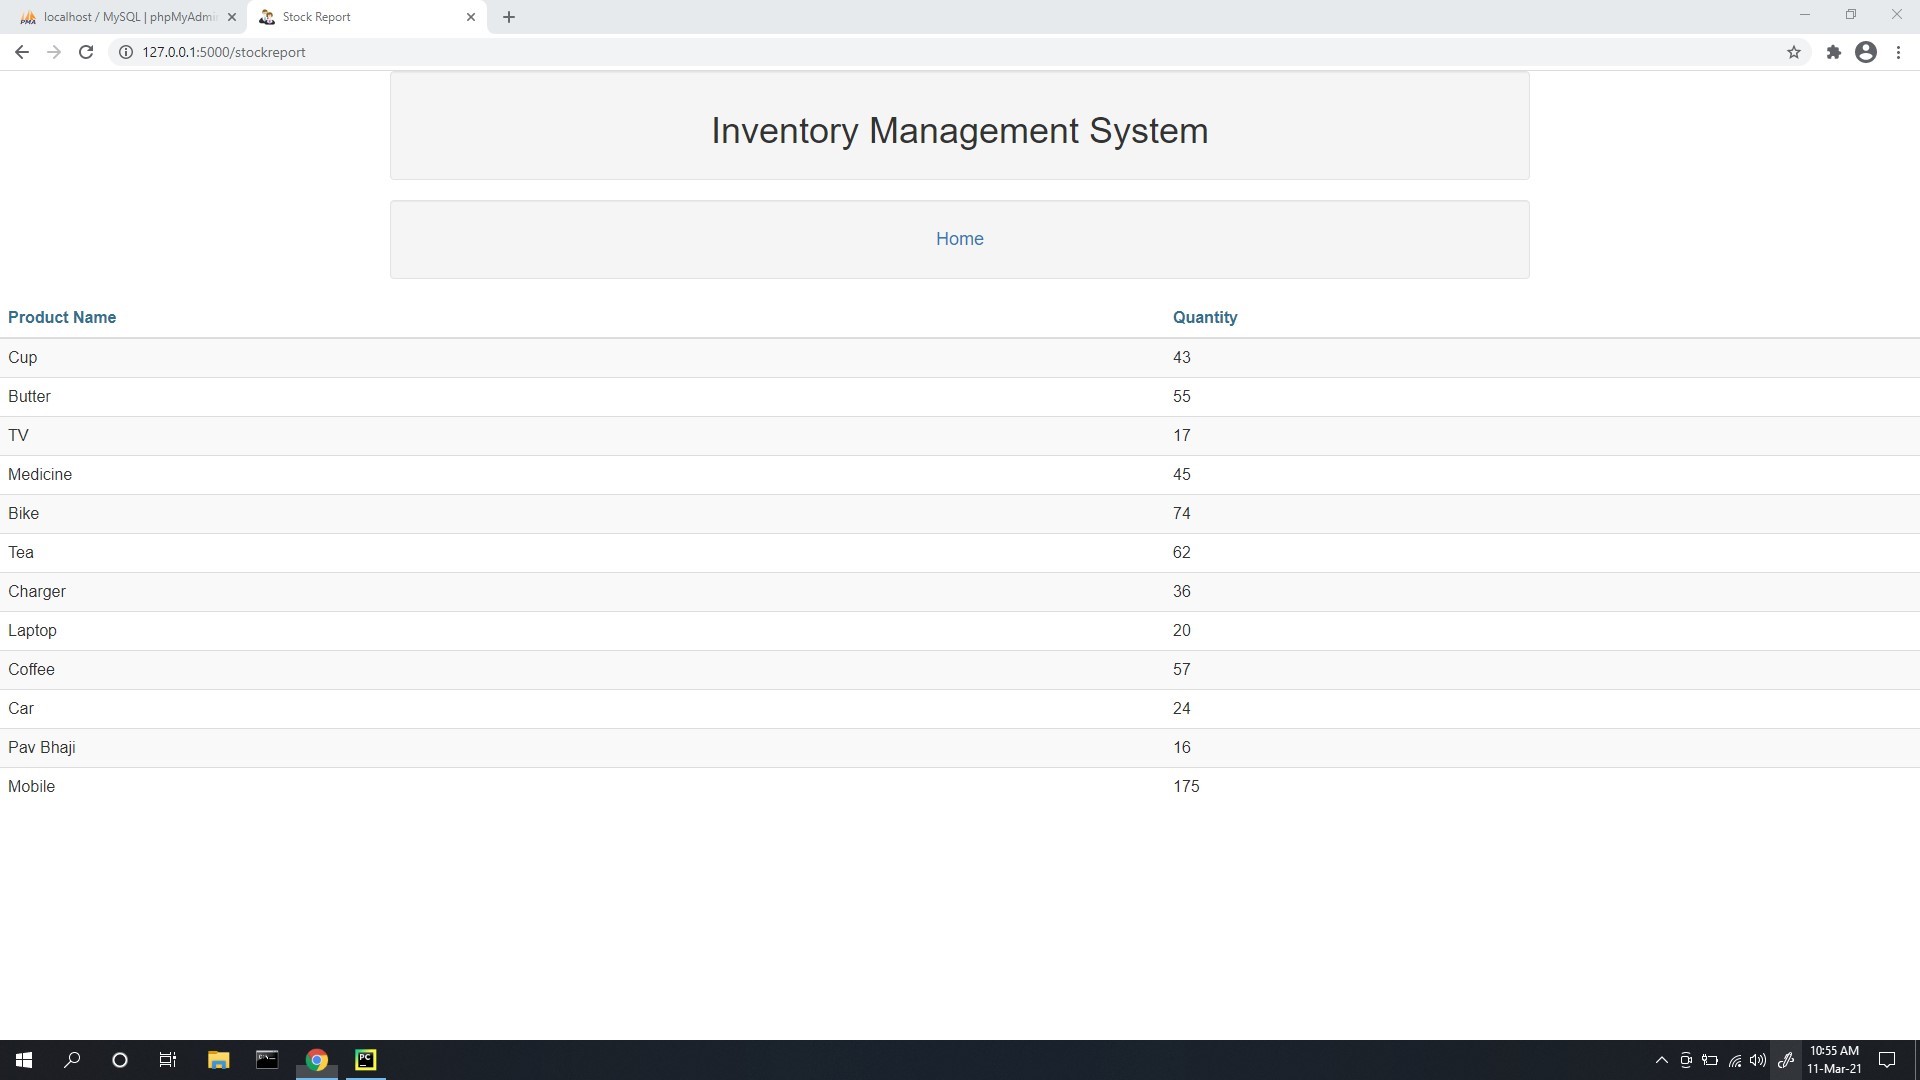 localhost / MySQL | phpMyAdmin
Stock Report
127.0.0.1:5000/stockreport
Inventory Management System
Home
Product Name Quantity
Cup 43
Butter 55
TV 17
Medicine 45
Bike 74
Tea 62
Charger 36
Laptop 20
Coffee 57
Car 24
Pav Bhaji 16
Mobile 175
10:55 AM
11-Mar-21